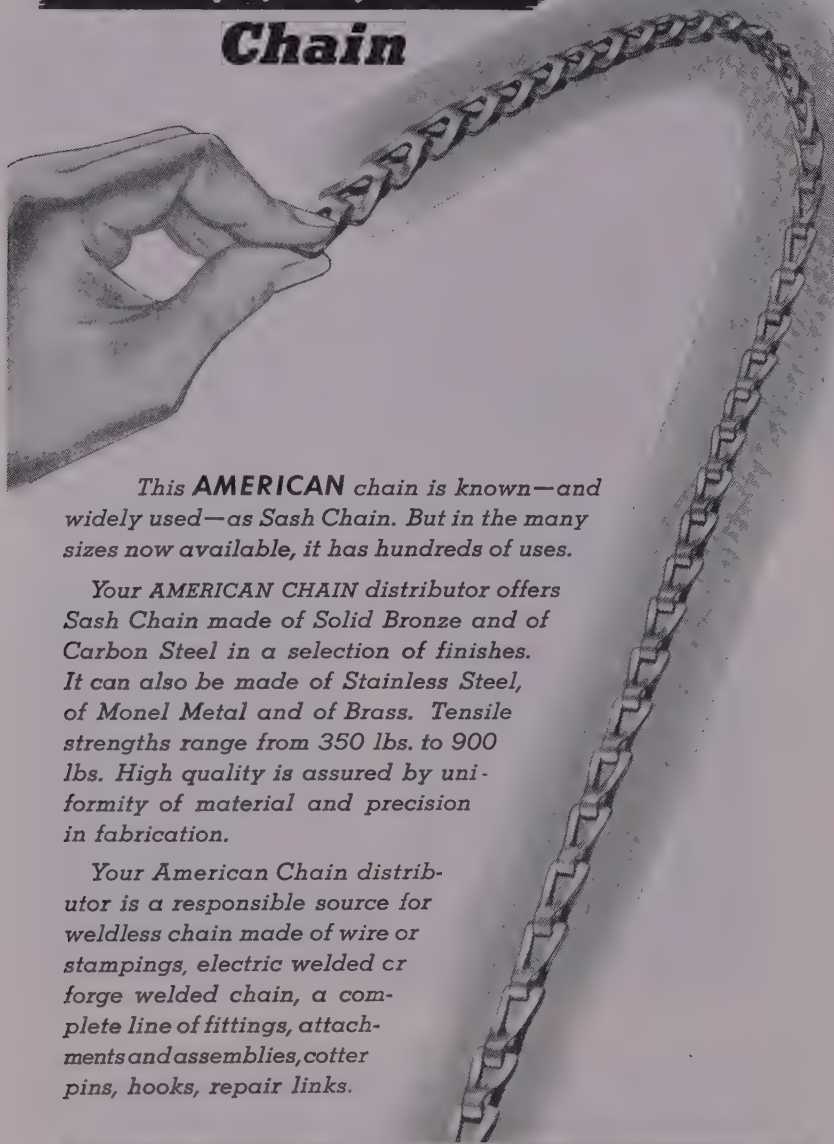 Chain
This AMERICAN chain is known—and
widely used—as Sash Chain. But in the many
sizes now available, it has hundreds of uses.
Your AMERICAN CHAIN distributor offers
Sash Chain made of Solid Bronze and of
Carbon Steel in a selection of finishes.
It can also be made of Stainless Steel,
of Monel Metal and of Brass. Tensile
strengths range from 350 lbs. to 900
lbs. High quality is assured by uni-
formity of material and precision
in fabrication.
Your American Chain distrib-
utor is a responsible source for
weldless chain made of wire or
stampings, electric welded cr
forge welded chain, a com-
plete line of fittings, attach-
ments and assemblies, cotter
pins, hooks, repair links.